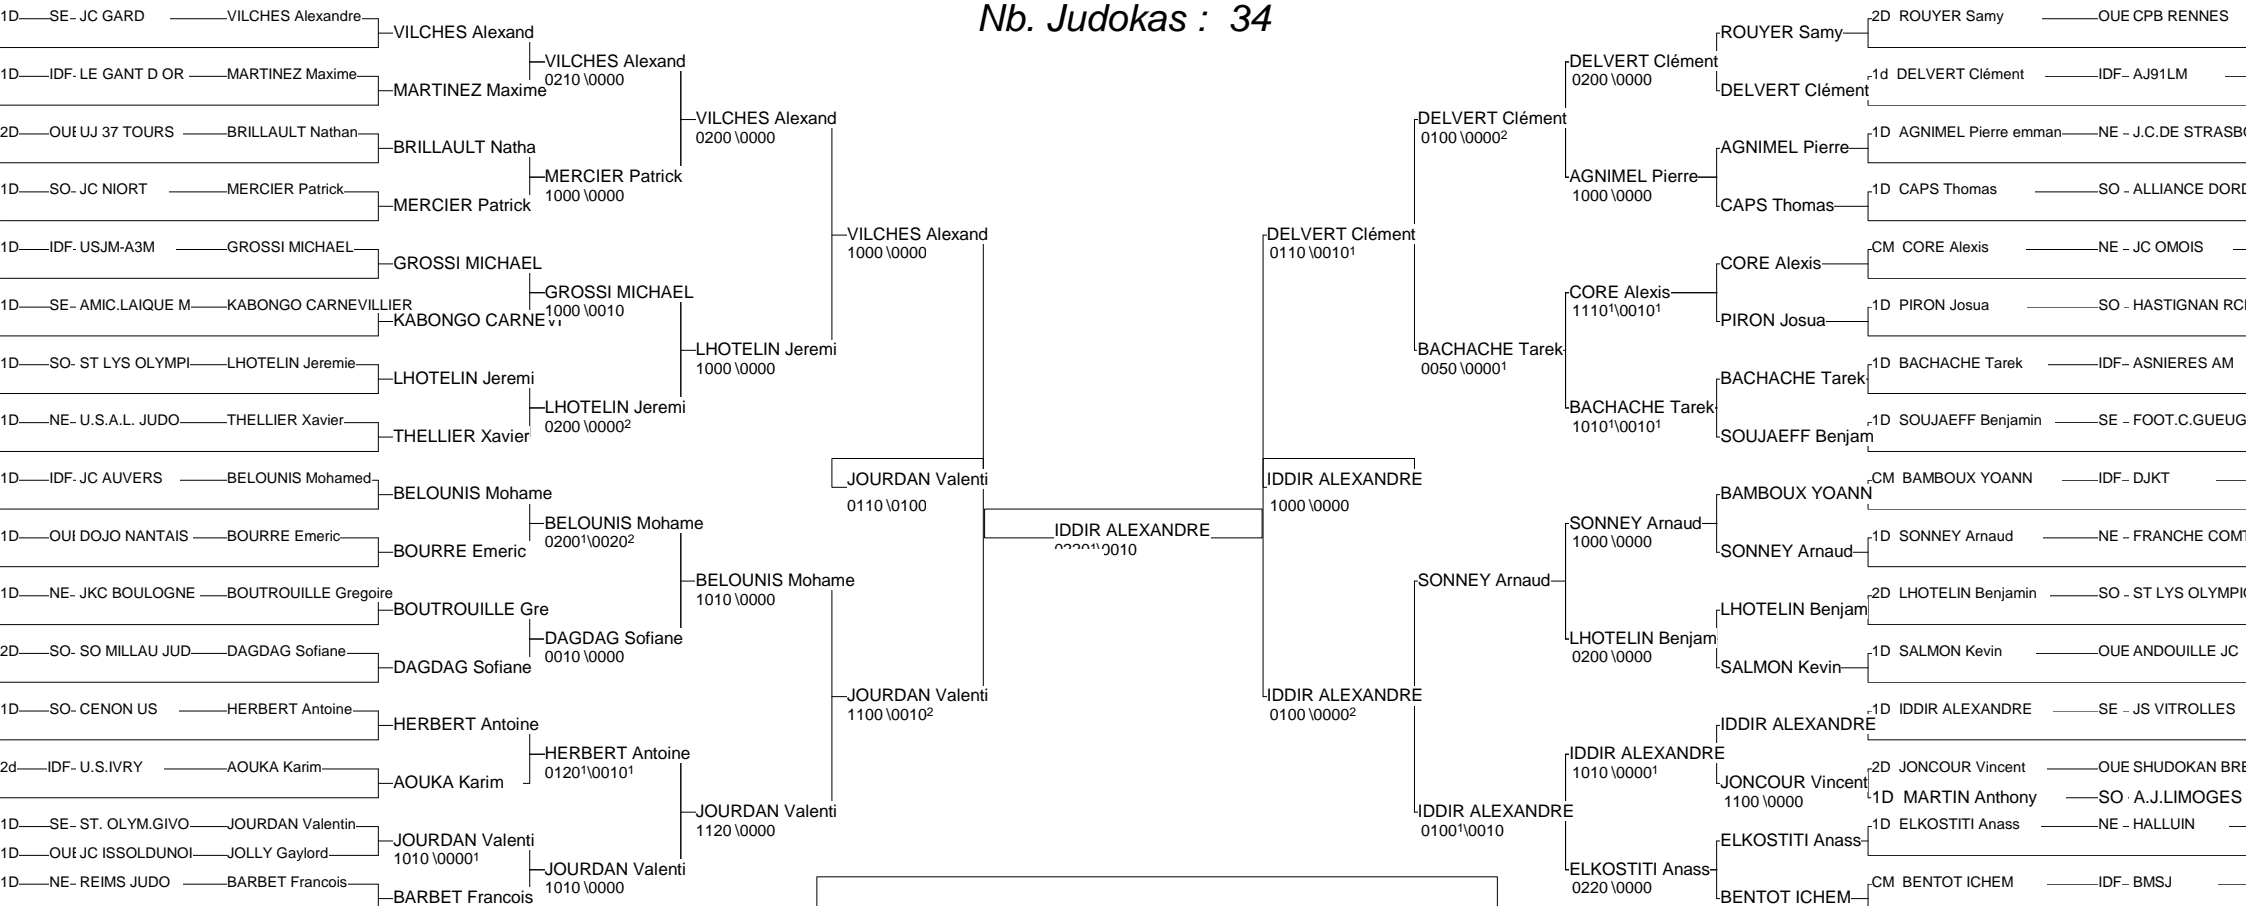 Nb. Judokas : 34
1D SE- JC GARD VILCHES Alexandre
1D IDF- LE GANT D OR MARTINEZ Maxime
2D UJ 37 TOURS BRILLAULT Nathan
1D SO- JC NIORT MERCIER Patrick
1D IDF- USJM-A3M GROSSI MICHAEL
1D SE- AMIC.LAIQUE M KABONGO CARNEVILLIER
1D SO- ST LYS OLYMPI LHOTELIN Jeremie
1D NE- U.S.A.L. JUDO THELLIER Xavier
1D IDF- JC AUVERS BELOUNIS Mohamed
1D DOJO NANTAIS BOURRE Emeric
1D NE- JKC BOULOGNE BOUTROUILLE Gregoire
2D SO- SO MILLAU JUD DAGDAG Sofiane
1D SO- CENON US HERBERT Antoine
2d IDF- U.S.IVRY AOUKA Karim
1D SE- ST. OLYM.GIVO JOURDAN Valentin
1D JC ISSOLDUNOI JOLLY Gaylord
1D NE- REIMS JUDO BARBET Francois
VILCHES Alexand
MARTINEZ Maxime
BRILLAULT Natha
MERCIER Patrick
GROSSI MICHAEL
KABONGO
LHOTELIN Jeremi
THELLIER Xavier
BELOUNIS Mohame
BOURRE Emeric
BOUTROUILLE Gre
DAGDAG Sofiane
HERBERT Antoine
AOUKA Karim
JOURDAN Valenti
1010 \0000¹
BARBET Francois
VILCHES Alexand
0210 \0000
MERCIER Patrick
1000 \0000
GROSSI MICHAEL
1000 \0010
LHOTELIN Jeremi
0200 \0000²
BELOUNIS Mohame
0200¹\0020²
DAGDAG Sofiane
0010 \0000
HERBERT Antoine
0120¹\0010¹
JOURDAN Valenti
1010 \0000
VILCHES Alexand
0200 \0000
LHOTELIN Jeremi
1000 \0000
BELOUNIS Mohame
1010 \0000
JOURDAN Valenti
1120 \0000
VILCHES Alexand
1000 \0000
JOURDAN Valenti
0110 \0100
JOURDAN Valenti
1100 \0010²
IDDIR ALEXANDRE
DELVERT Clément
0110 \0010¹
IDDIR ALEXANDRE
1000 \0000
IDDIR ALEXANDRE
0100 \0000²
DELVERT Clément
0100 \0000²
BACHACHE Tarek
0050 \0000¹
SONNEY Arnaud
IDDIR ALEXANDRE
0100¹\0010
DELVERT Clément
0200 \0000
AGNIMEL Pierre
1000 \0000
CORE Alexis
1110¹\0010¹
BACHACHE Tarek
1010¹\0010¹
SONNEY Arnaud
1000 \0000
LHOTELIN Benjam
0200 \0000
IDDIR ALEXANDRE
1010 \0000¹
ELKOSTITI Anass
0220 \0000
ROUYER Samy
DELVERT Clément
AGNIMEL Pierre
CAPS Thomas
CORE Alexis
PIRON Josua
BACHACHE Tarek
SOUJAEFF Benjam
BAMBOUX YOANN
SONNEY Arnaud
LHOTELIN Benjam
SALMON Kevin
IDDIR ALEXANDRE
JONCOUR Vincent
1100 \0000
ELKOSTITI Anass
BENTOT ICHEM
2D ROUYER Samy OUE CPB RENNES
1d DELVERT Clément IDF- AJ91LM
1D AGNIMEL Pierre emman NE - J.C.DE STRASB
1D CAPS Thomas SO - ALLIANCE DORD
CM CORE Alexis NE - JC OMOIS
1D PIRON Josua SO - HASTIGNAN RC
1D BACHACHE Tarek IDF- ASNIERES AM
1D SOUJAEFF Benjamin SE - FOOT.C.GUEUG
CM BAMBOUX YOANN IDF- DJKT
1D SONNEY Arnaud NE - FRANCHE COM
2D LHOTELIN Benjamin SO - ST LYS OLYMPI
1D SALMON Kevin OUE ANDOUILLE JC
1D IDDIR ALEXANDRE SE - JS VITROLLES
2D JONCOUR Vincent OUE SHUDOKAN BR
1D MARTIN Anthony SO - A.J.LIMOGES
1D ELKOSTITI Anass NE - HALLUIN
CM BENTOT ICHEM IDF- BMSJ